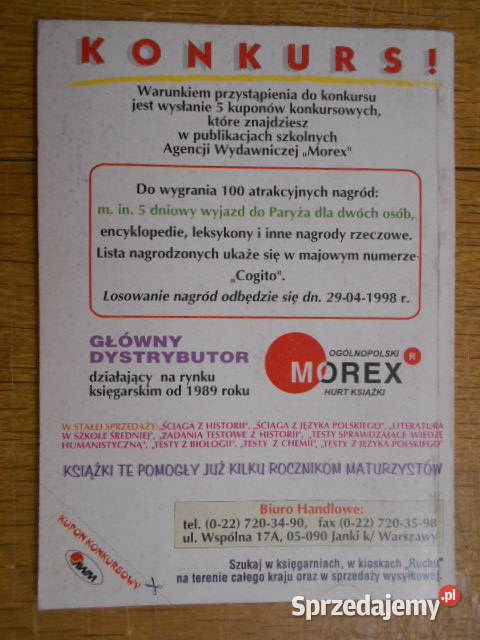 KONKURS!
Warunkiem przystąpienia do konkursu
jest wysłanie 5 kuponów konkursowych,
które znajdziesz
w publikacjach szkolnych
Agencji Wydawniczej „Morex"
Do wygrania 100 atrakcyjnych nagród:
m. in. 5 dniowy wyjazd do Paryża dla dwóch osób,
encyklopedie, leksykony i inne nagrody rzeczowe.
Lista nagrodzonych ukaże się w majowym numerze
„Cogito".
Losowanie nagród odbędzie się dn. 29-04-1998 r.
GŁÓWNY
DYSTRYBUTOR
działający na rynku
księgarskim od 1989 roku
OGÓLNOPOLSKI R
MOREX
HURT KSIĄŻKI
W STAŁEJ SPRZEDAŻY: „ŚCIĄGA Z HISTORII", „ŚCIĄGA Z JĘZYKA POLSKIEGO", „LITERATURA
W SZKOLE ŚREDNIEJ", „ZADANIA TESTOWE Z HISTORII", „TESTY SPRAWDZAJĄCE WIEDZĘ
HUMANISTYCZNĄ", „TESTY Z BIOLOGII", „TESTY Z CHEMII", „TESTY Z JĘZYKA POLSKIEGO"
KSIĄŻKI TE POMOGŁY JUŻ KILKU ROCZNIKOM MATURZYSTÓW
Biuro Handlowe:
tel. (0-22) 720-34-90, fax (0-22) 720-35-98
ul. Wspólna 17A, 05-090 Janki k/ Warszawy
Szukaj w księgarniach, w kioskach „Ruchu"
na terenie całego kraju oraz w sprzedaży wysyłkowej.
KUPON KONKURSOWY
AWM
Sprzedajemy.pl